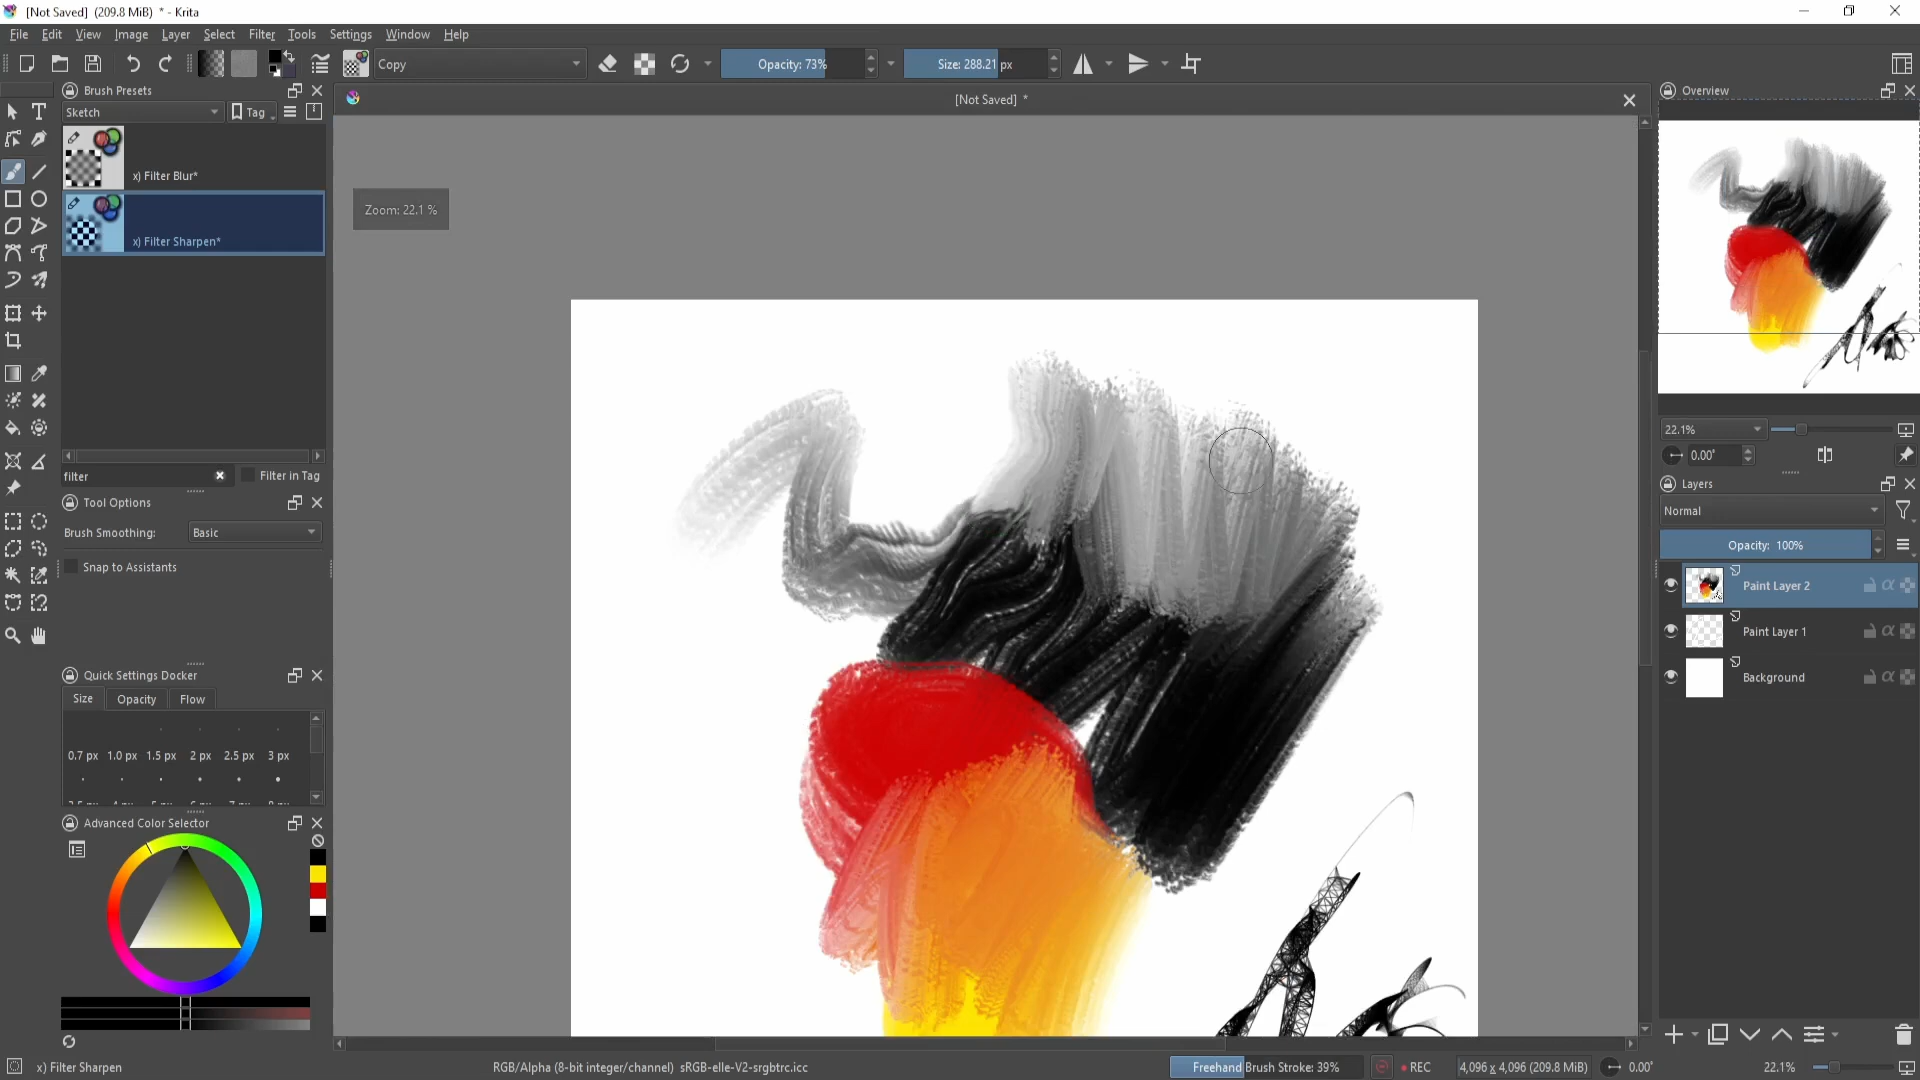 [Not Saved] (209.8 MiB) * - Krita
File Edit View Image Layer Select Filter Tools Settings Window Help
Copy
Opacity: 73%
Size: 288.21 px
Brush Presets
Sketch
Tag
x) Filter Blur*
x) Filter Sharpen*
filter
Filter in Tag
Tool Options
Brush Smoothing:
Basic
Snap to Assistants
Quick Settings Docker
Size Opacity Flow
0.7 px 1.0 px 1.5 px 2 px 2.5 px 3 px
Advanced Color Selector
[Not Saved] *
Zoom: 22.1 %
Overview
22.1%
0.00°
Layers
Normal
Opacity: 100%
Paint Layer 2
Paint Layer 1
Background
x) Filter Sharpen
RGB/Alpha (8-bit integer/channel) sRGB-elle-V2-srgbtrc.icc
Freehand Brush Stroke: 39%
REC
4,096 x 4,096 (209.8 MiB)
0.00°
22.1%